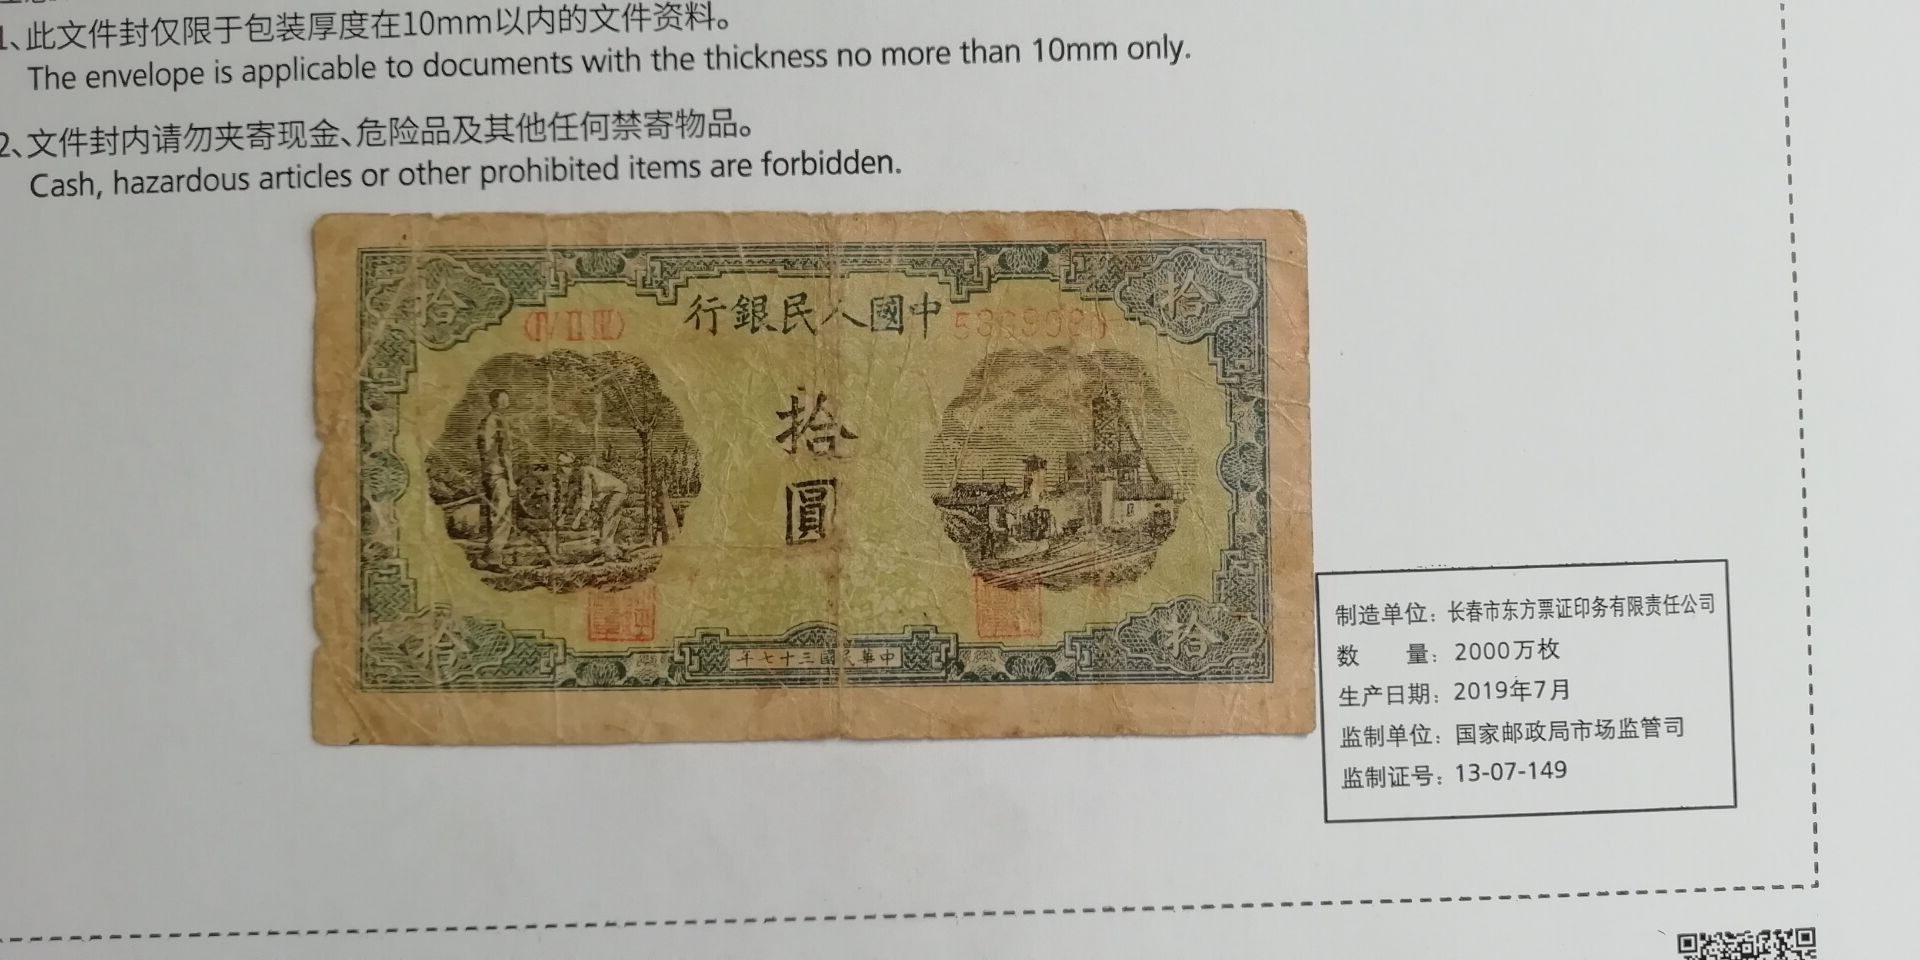 1、此文件封仅限于包装厚度在10mm以内的文件资料。
The envelope is applicable to documents with the thickness no more than 10mm only.
2、文件封内请勿夹寄现金、危险品及其他任何禁寄物品。
Cash, hazardous articles or other prohibited items are forbidden.
拾
拾
〈IV II III〉
行銀民人國中
拾
圓
拾
年七十三國民華中
拾
制造单位：长春市东方票证印务有限责任公司
数 量：2000万枚
生产日期：2019年7月
监制单位：国家邮政局市场监管司
监制证号：13-07-149